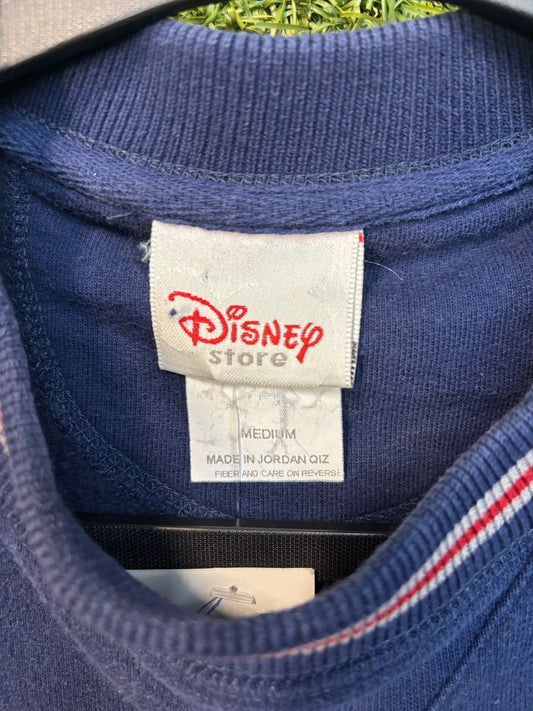 Disney
store
MEDIUM
MADE IN JORDAN QIZ
FIBER AND CARE ON REVERSE